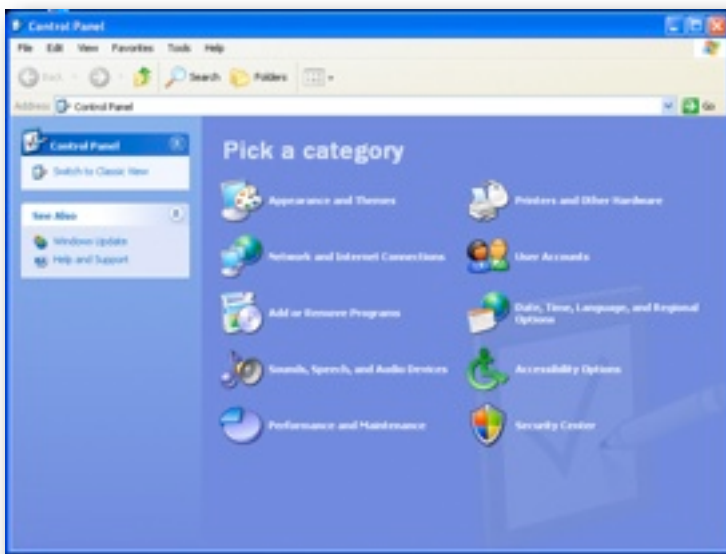 Control Panel
File Edit View Favorites Tools Help
Back Search Folders
Address Control Panel Go
Control Panel
Switch to Classic View
See Also
Windows Update
Help and Support
Pick a category
Appearance and Themes
Printers and Other Hardware
Network and Internet Connections
User Accounts
Add or Remove Programs
Date, Time, Language, and Regional
Options
Sounds, Speech, and Audio Devices
Accessibility Options
Performance and Maintenance
Security Center